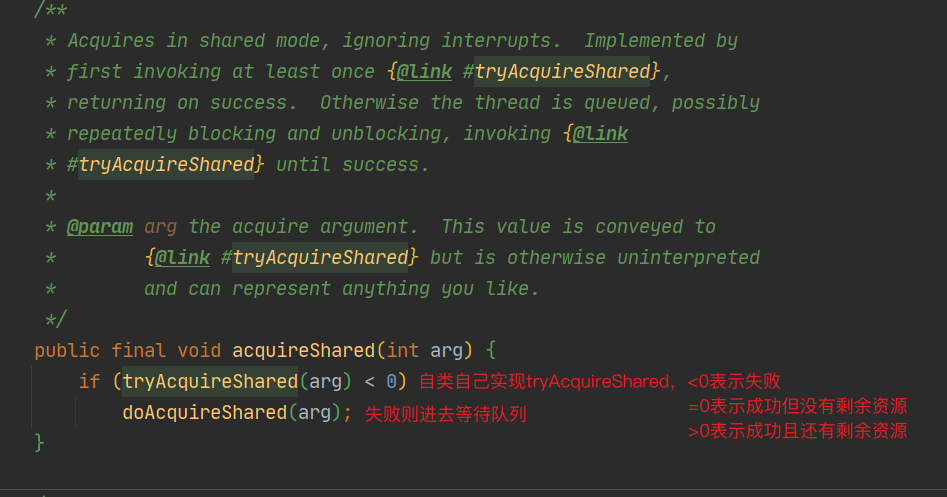 /**
* Acquires in shared mode, ignoring interrupts.  Implemented by
* first invoking at least once {@link #tryAcquireShared},
* returning on success.  Otherwise the thread is queued, possibly
* repeatedly blocking and unblocking, invoking {@link
* #tryAcquireShared} until success.
*
* @param arg the acquire argument.  This value is conveyed to
*        {@link #tryAcquireShared} but is otherwise uninterpreted
*        and can represent anything you like.
*/
public final void acquireShared(int arg) {
if (tryAcquireShared(arg) < 0) 自类自己实现tryAcquireShared，<0表示失败
doAcquireShared(arg); 失败则进去等待队列 =0表示成功但没有剩余资源
>0表示成功且还有剩余资源
}